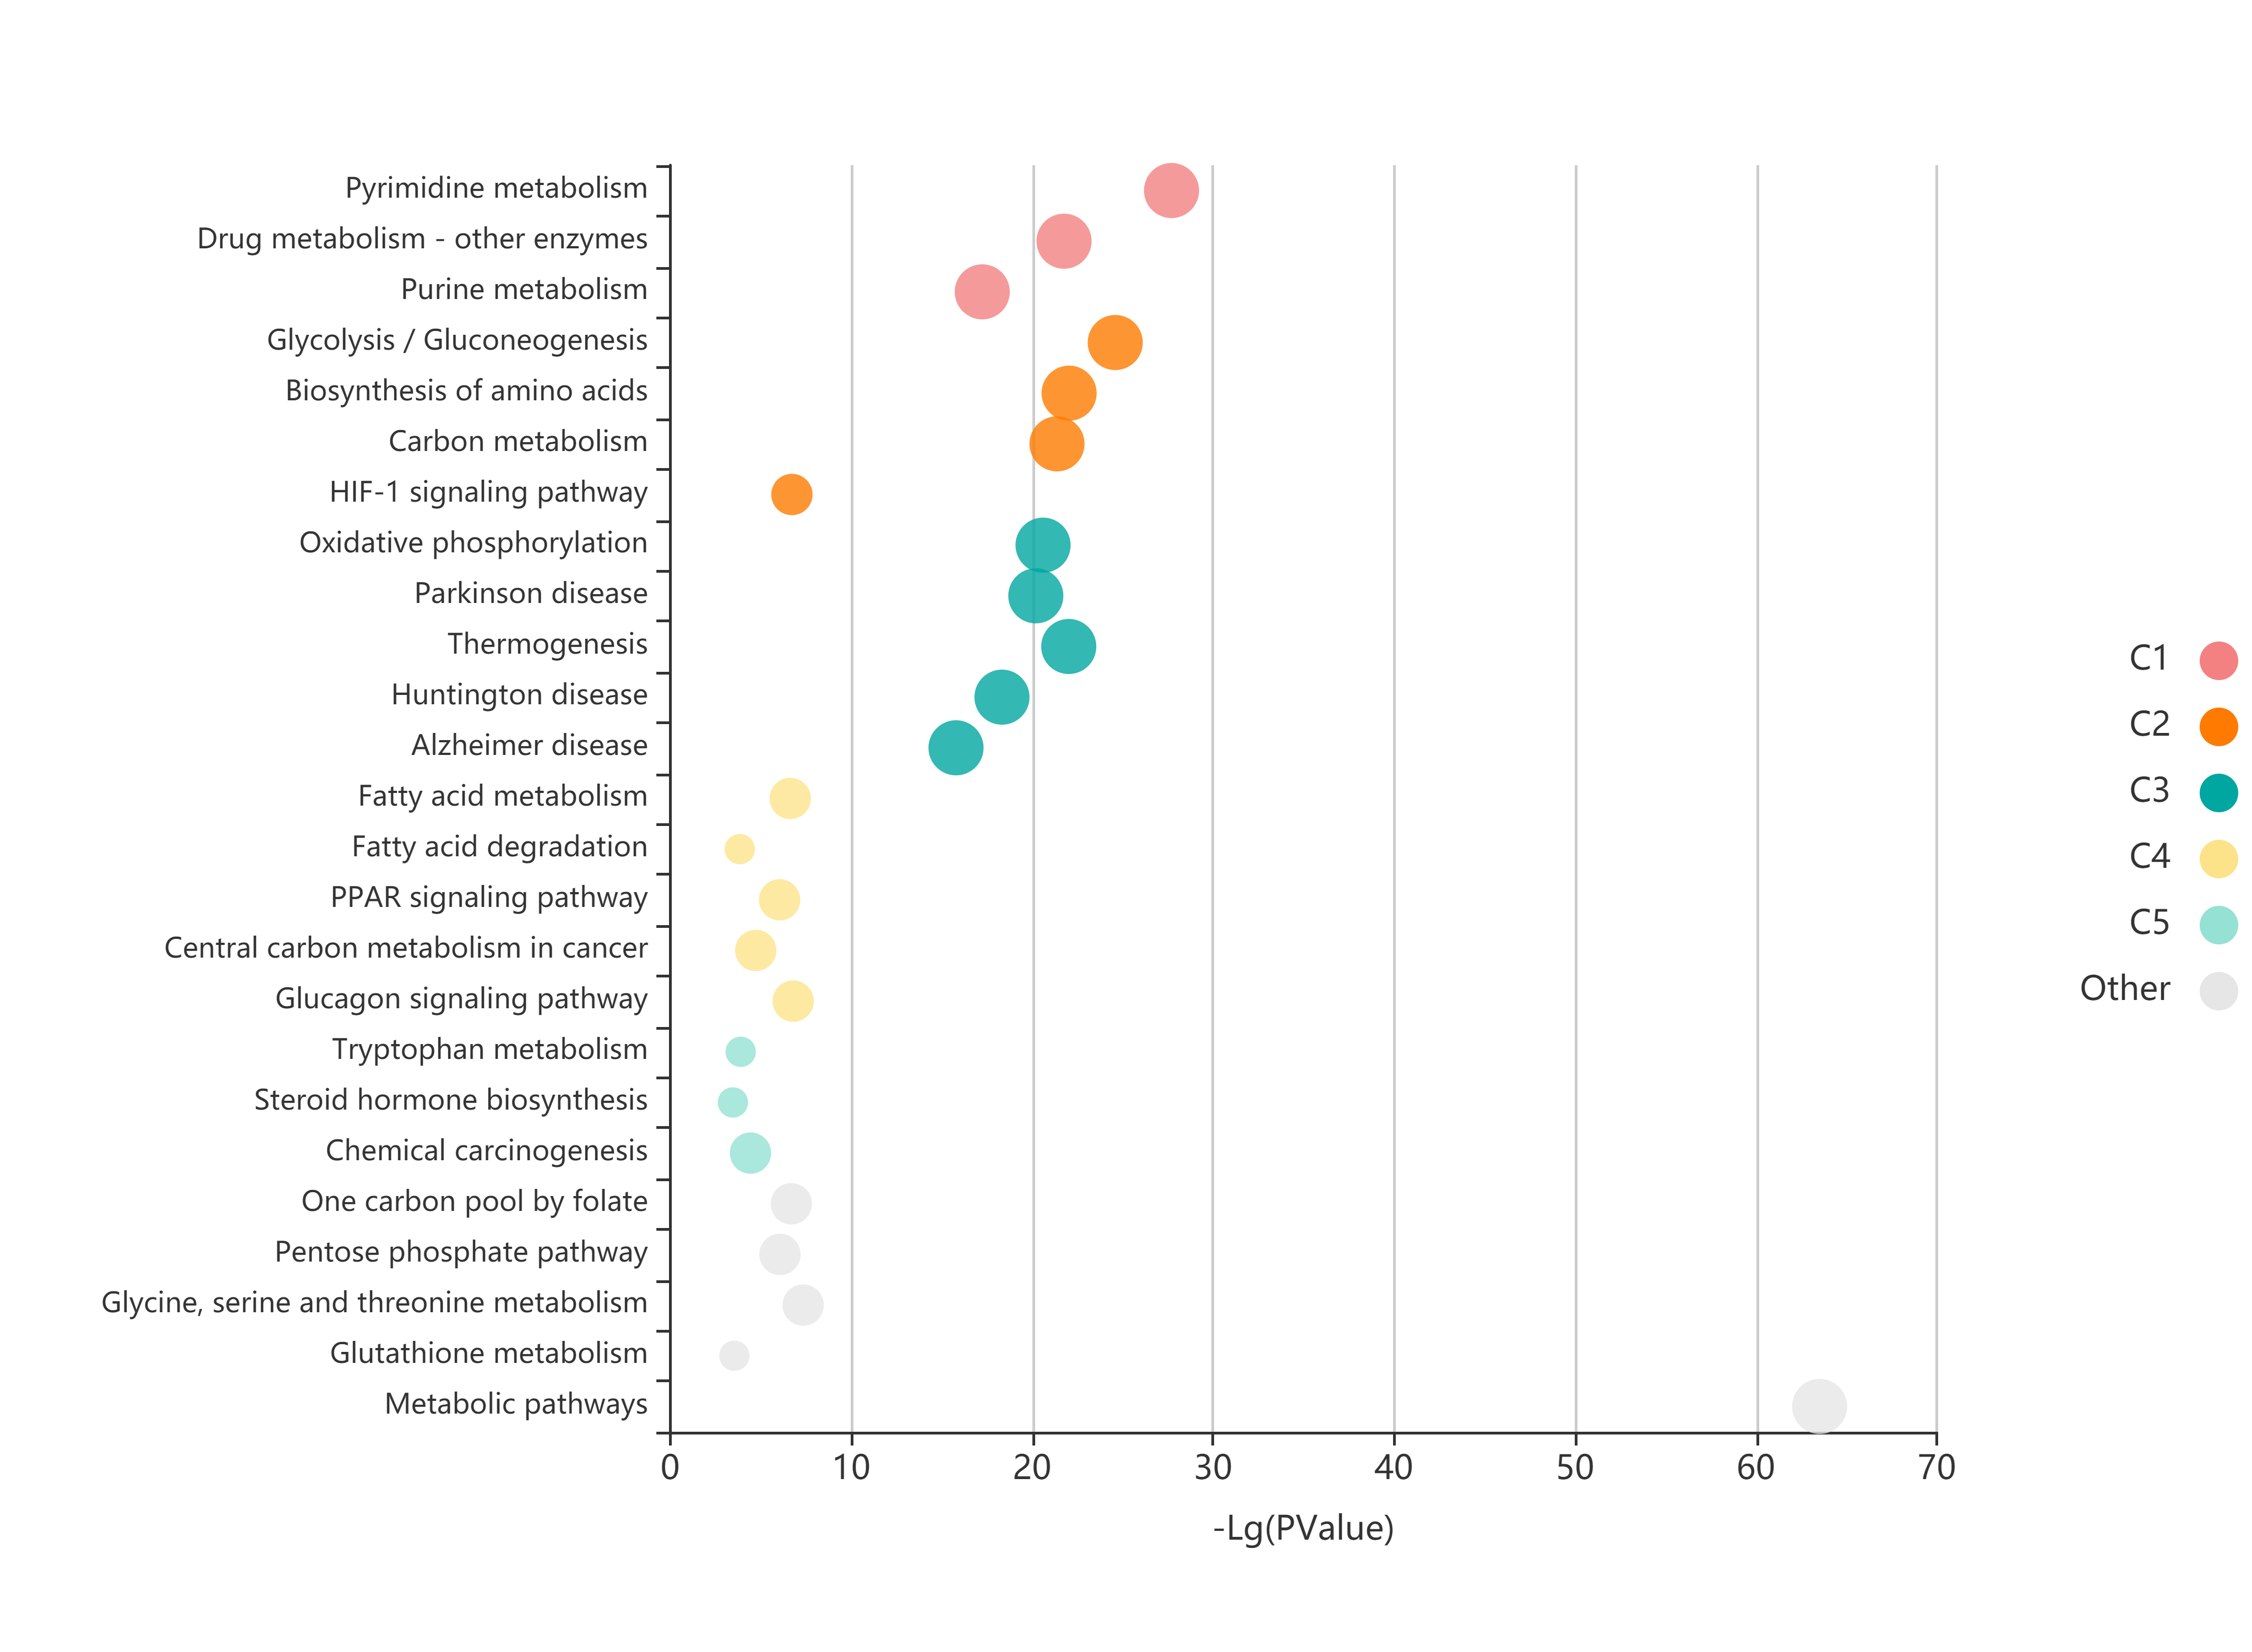 Pyrimidine metabolism
Drug metabolism - other enzymes
Purine metabolism
Glycolysis / Gluconeogenesis
Biosynthesis of amino acids
Carbon metabolism
HIF-1 signaling pathway
Oxidative phosphorylation
Parkinson disease
Thermogenesis
Huntington disease
Alzheimer disease
Fatty acid metabolism
Fatty acid degradation
PPAR signaling pathway
Central carbon metabolism in cancer
Glucagon signaling pathway
Tryptophan metabolism
Steroid hormone biosynthesis
Chemical carcinogenesis
One carbon pool by folate
Pentose phosphate pathway
Glycine, serine and threonine metabolism
Glutathione metabolism
Metabolic pathways
0 10 20 30 40 50 60 70
-Lg(PValue)
C1
C2
C3
C4
C5
Other